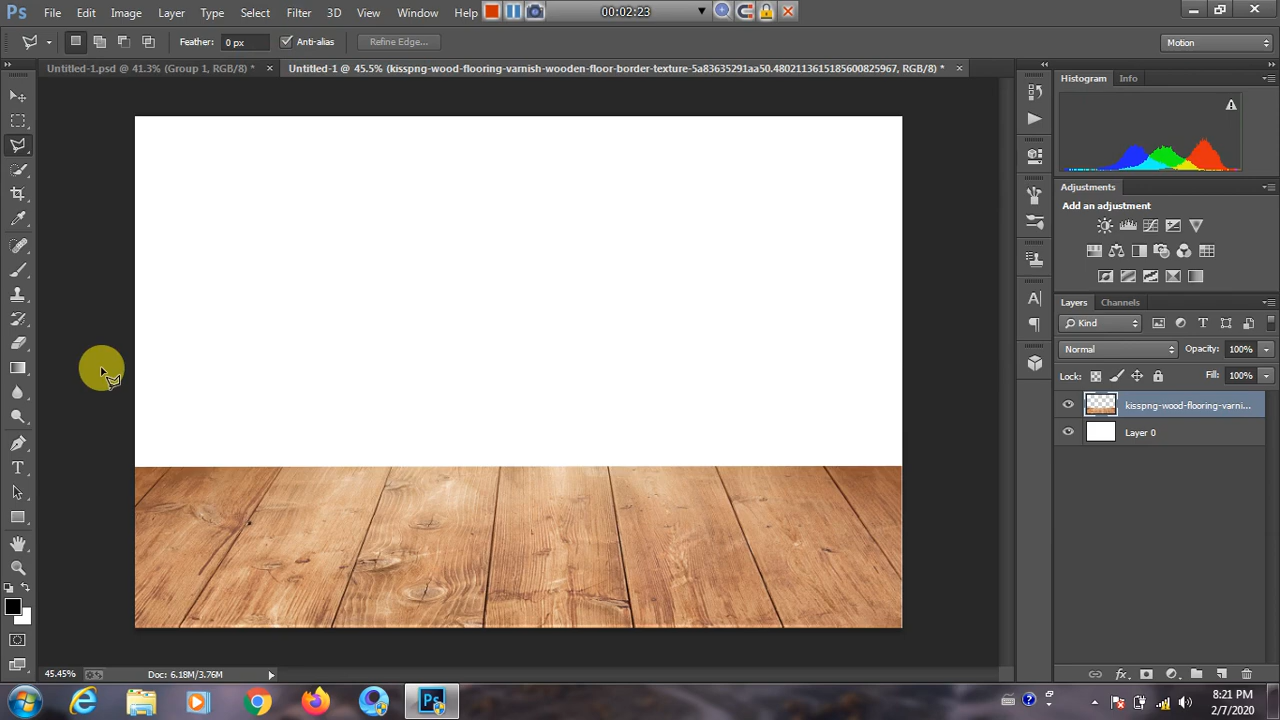 Ps File Edit Image Layer Type Select Filter 3D View Window Help 00:02:23
Feather: 0 px Anti-alias Refine Edge... Motion
Untitled-1.psd @ 41.3% (Group 1, RGB/8) * × Untitled-1 @ 45.5% (kisspng-wood-flooring-varnish-wooden-floor-border-texture-5a83635291aa50.4802113615185600825967, RGB/8) * ×
Histogram Info
Adjustments
Add an adjustment
Layers Channels
Kind
Normal Opacity: 100%
Lock: Fill: 100%
kisspng-wood-flooring-varni...
Layer 0
45.45% Doc: 6.18M/3.76M
8:21 PM
2/7/2020